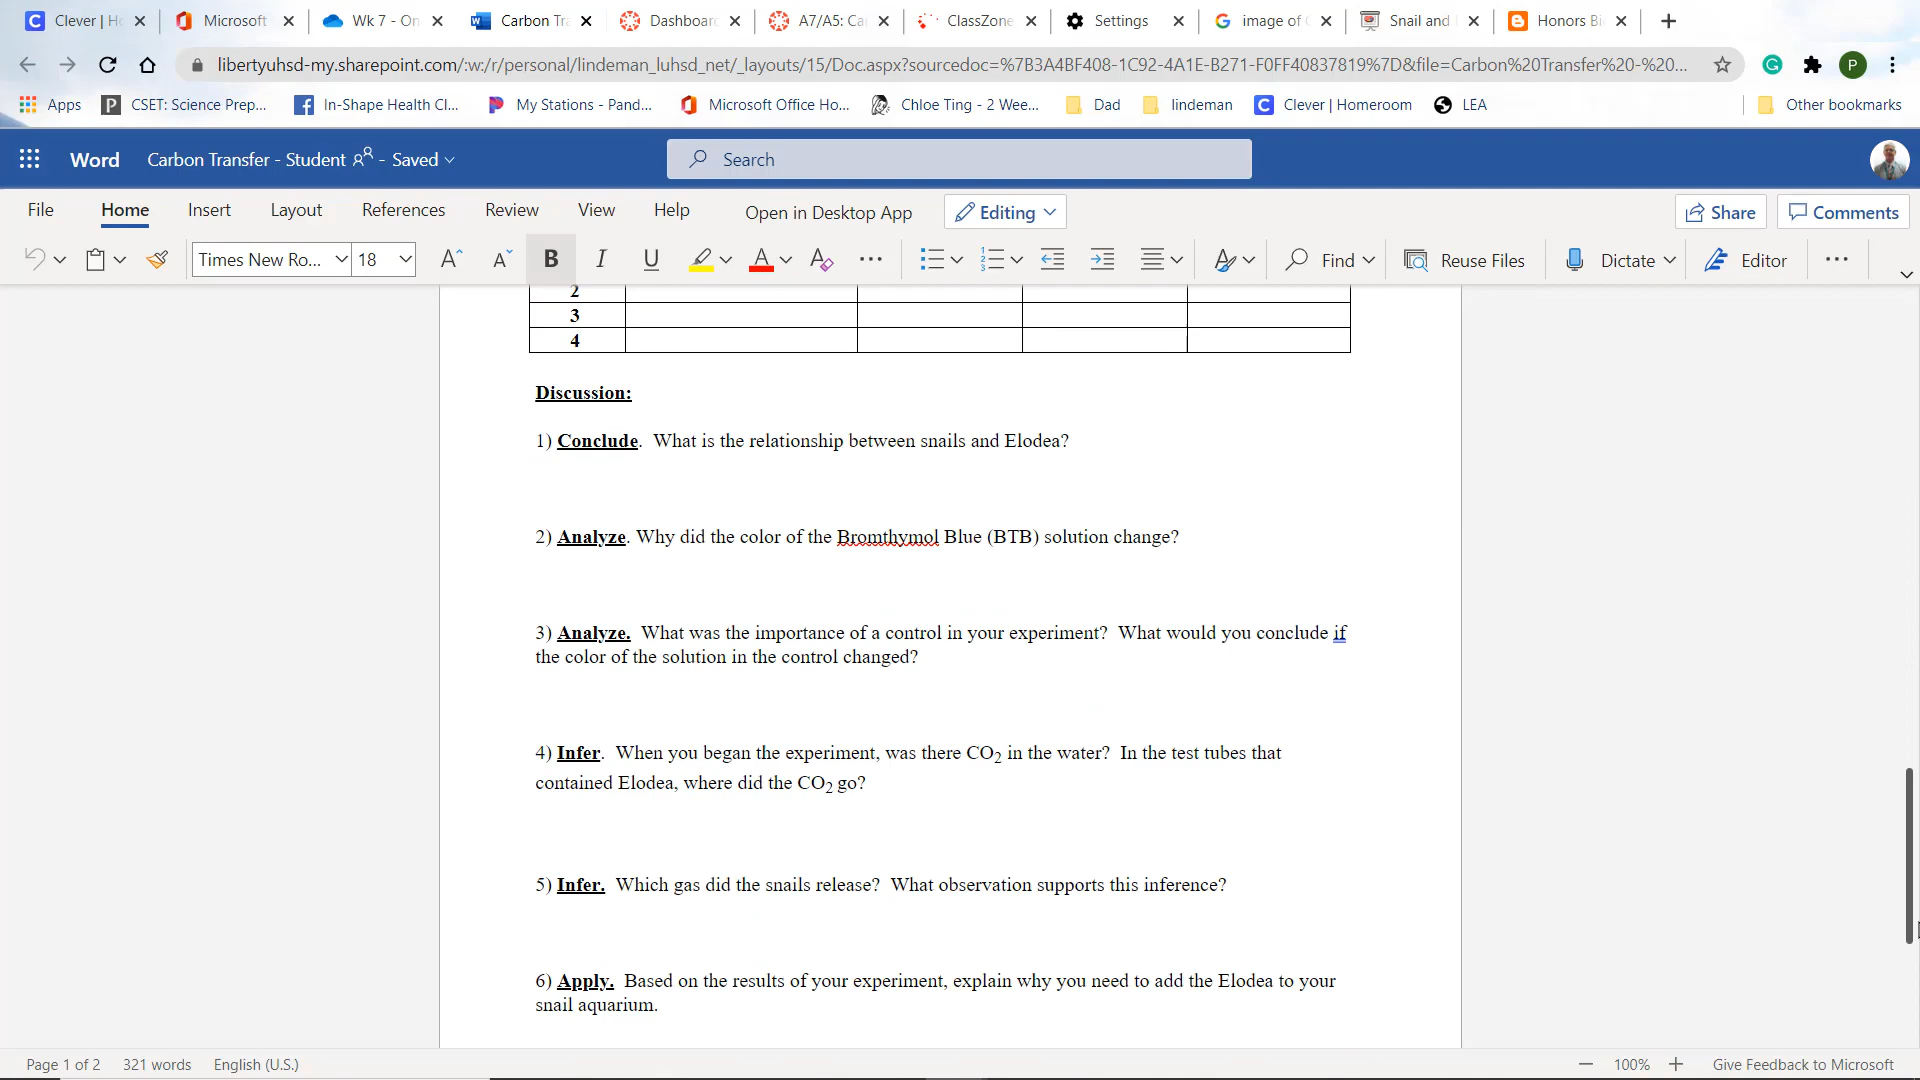 Clever | Ho
Microsoft
Wk 7 - On
Carbon Tra
Dashboar
A7/A5: Ca
ClassZone
Settings
image of
Snail and
Honors Bi
libertyuhsd-my.sharepoint.com/:w:/r/personal/lindeman_luhsd_net/_layouts/15/Doc.aspx?sourcedoc=%7B3A4BF408-1C92-4A1E-B271-F0FF40837819%7D&file=Carbon%20Transfer%20-%20...
P
Apps
CSET: Science Prep...
In-Shape Health Cl...
My Stations - Pand...
Microsoft Office Ho...
Chloe Ting - 2 Wee...
Dad
lindeman
Clever | Homeroom
LEA
Other bookmarks
Word
Carbon Transfer - Student - Saved
Search
File
Home
Insert
Layout
References
Review
View
Help
Open in Desktop App
Editing
Share
Comments
Times New Ro...
18
B
I
U
Find
Reuse Files
Dictate
Editor
2
3
4
Discussion:
1) Conclude. What is the relationship between snails and Elodea?
2) Analyze. Why did the color of the Bromthymol Blue (BTB) solution change?
3) Analyze. What was the importance of a control in your experiment? What would you conclude if
the color of the solution in the control changed?
4) Infer. When you began the experiment, was there CO2 in the water? In the test tubes that
contained Elodea, where did the CO2 go?
5) Infer. Which gas did the snails release? What observation supports this inference?
6) Apply. Based on the results of your experiment, explain why you need to add the Elodea to your
snail aquarium.
Page 1 of 2
321 words
English (U.S.)
100%
Give Feedback to Microsoft